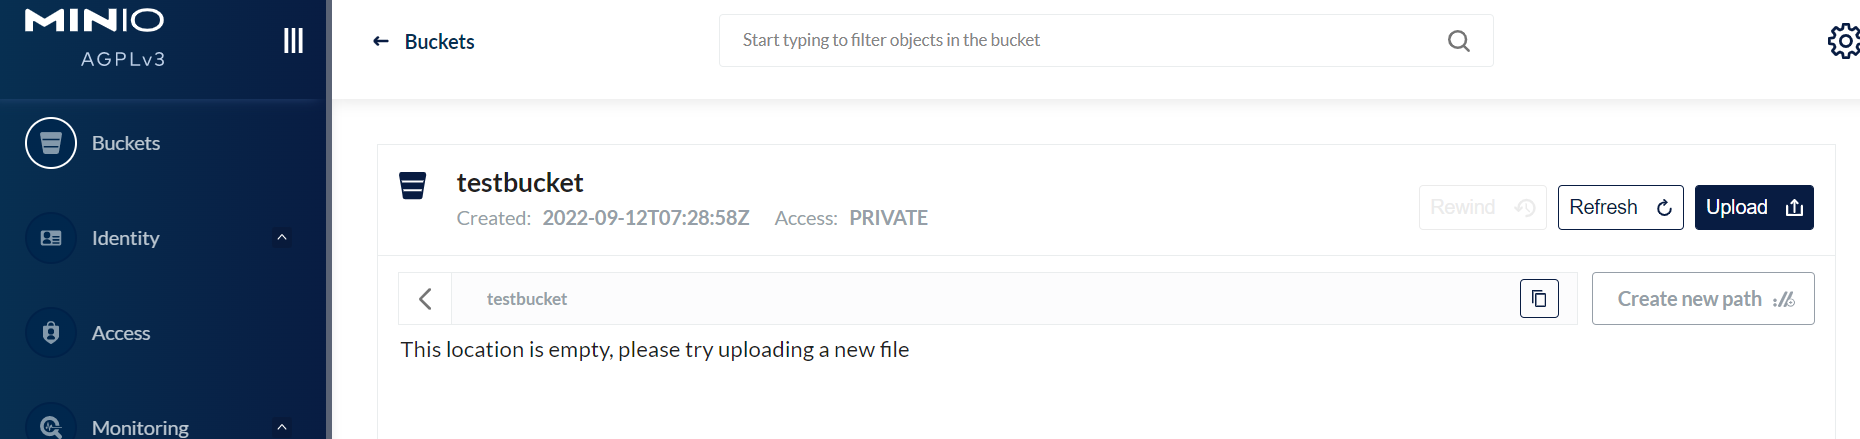 MINIO
AGPLv3
Buckets
Identity
Access
Monitoring
Buckets
Start typing to filter objects in the bucket
testbucket
Created: 2022-09-12T07:28:58Z Access: PRIVATE
Rewind
Refresh
Upload
testbucket
Create new path
This location is empty, please try uploading a new file